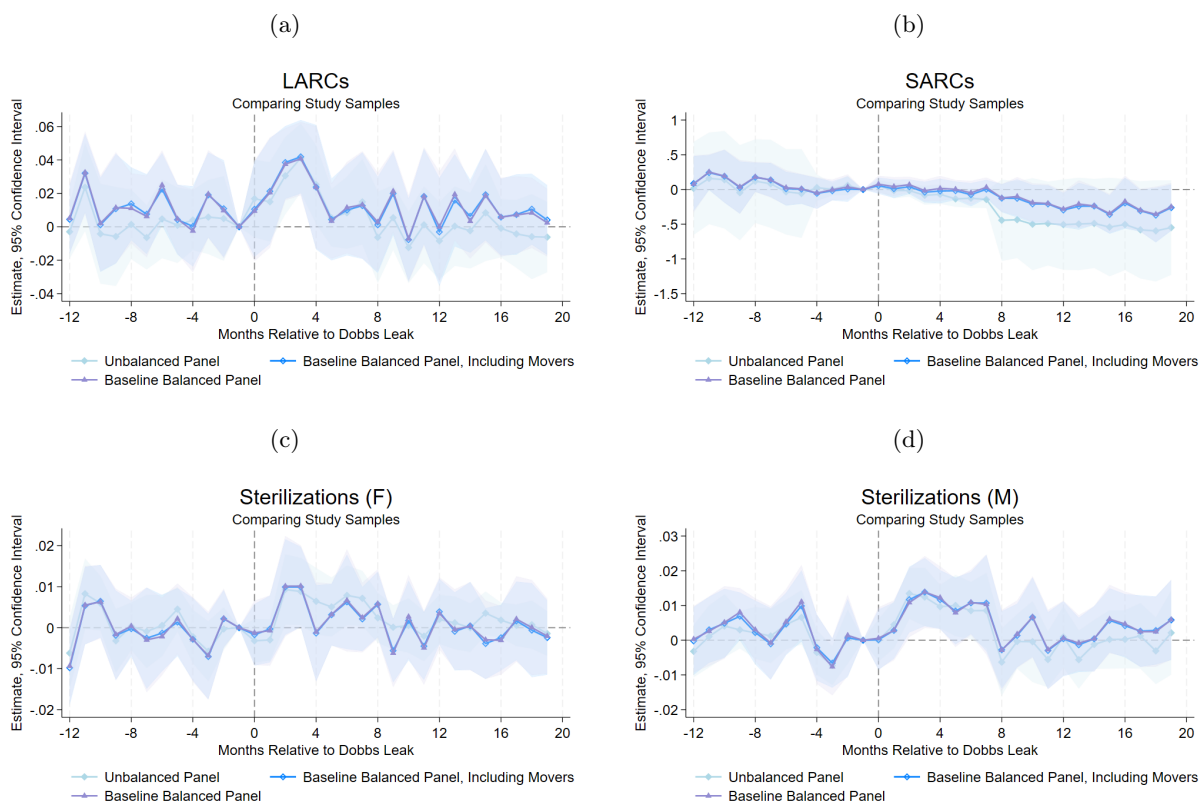 (a)
LARCs
Comparing Study Samples
Estimate, 95% Confidence Interval
.06
.04
.02
0
-.02
-.04
-12 -8 -4 0 4 8 12 16 20
Months Relative to Dobbs Leak
Unbalanced Panel Baseline Balanced Panel, Including Movers
Baseline Balanced Panel
(b)
SARCs
Comparing Study Samples
Estimate, 95% Confidence Interval
1
.5
0
-.5
-1
-1.5
-12 -8 -4 0 4 8 12 16 20
Months Relative to Dobbs Leak
Unbalanced Panel Baseline Balanced Panel, Including Movers
Baseline Balanced Panel
(c)
Sterilizations (F)
Comparing Study Samples
Estimate, 95% Confidence Interval
.02
.01
0
-.01
-.02
-12 -8 -4 0 4 8 12 16 20
Months Relative to Dobbs Leak
Unbalanced Panel Baseline Balanced Panel, Including Movers
Baseline Balanced Panel
(d)
Sterilizations (M)
Comparing Study Samples
Estimate, 95% Confidence Interval
.03
.02
.01
0
-.01
-.02
-12 -8 -4 0 4 8 12 16 20
Months Relative to Dobbs Leak
Unbalanced Panel Baseline Balanced Panel, Including Movers
Baseline Balanced Panel